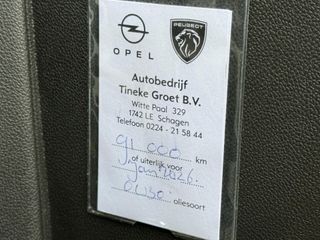 OPEL
PEUGEOT
Autobedrijf
Tineke Groet B.V.
Witte Paal 329
1742 LE Schagen
Telefoon 0224 - 21 58 44
91 000 km
of uiterlijk voor
jan 2026.
0W30 oliesoort